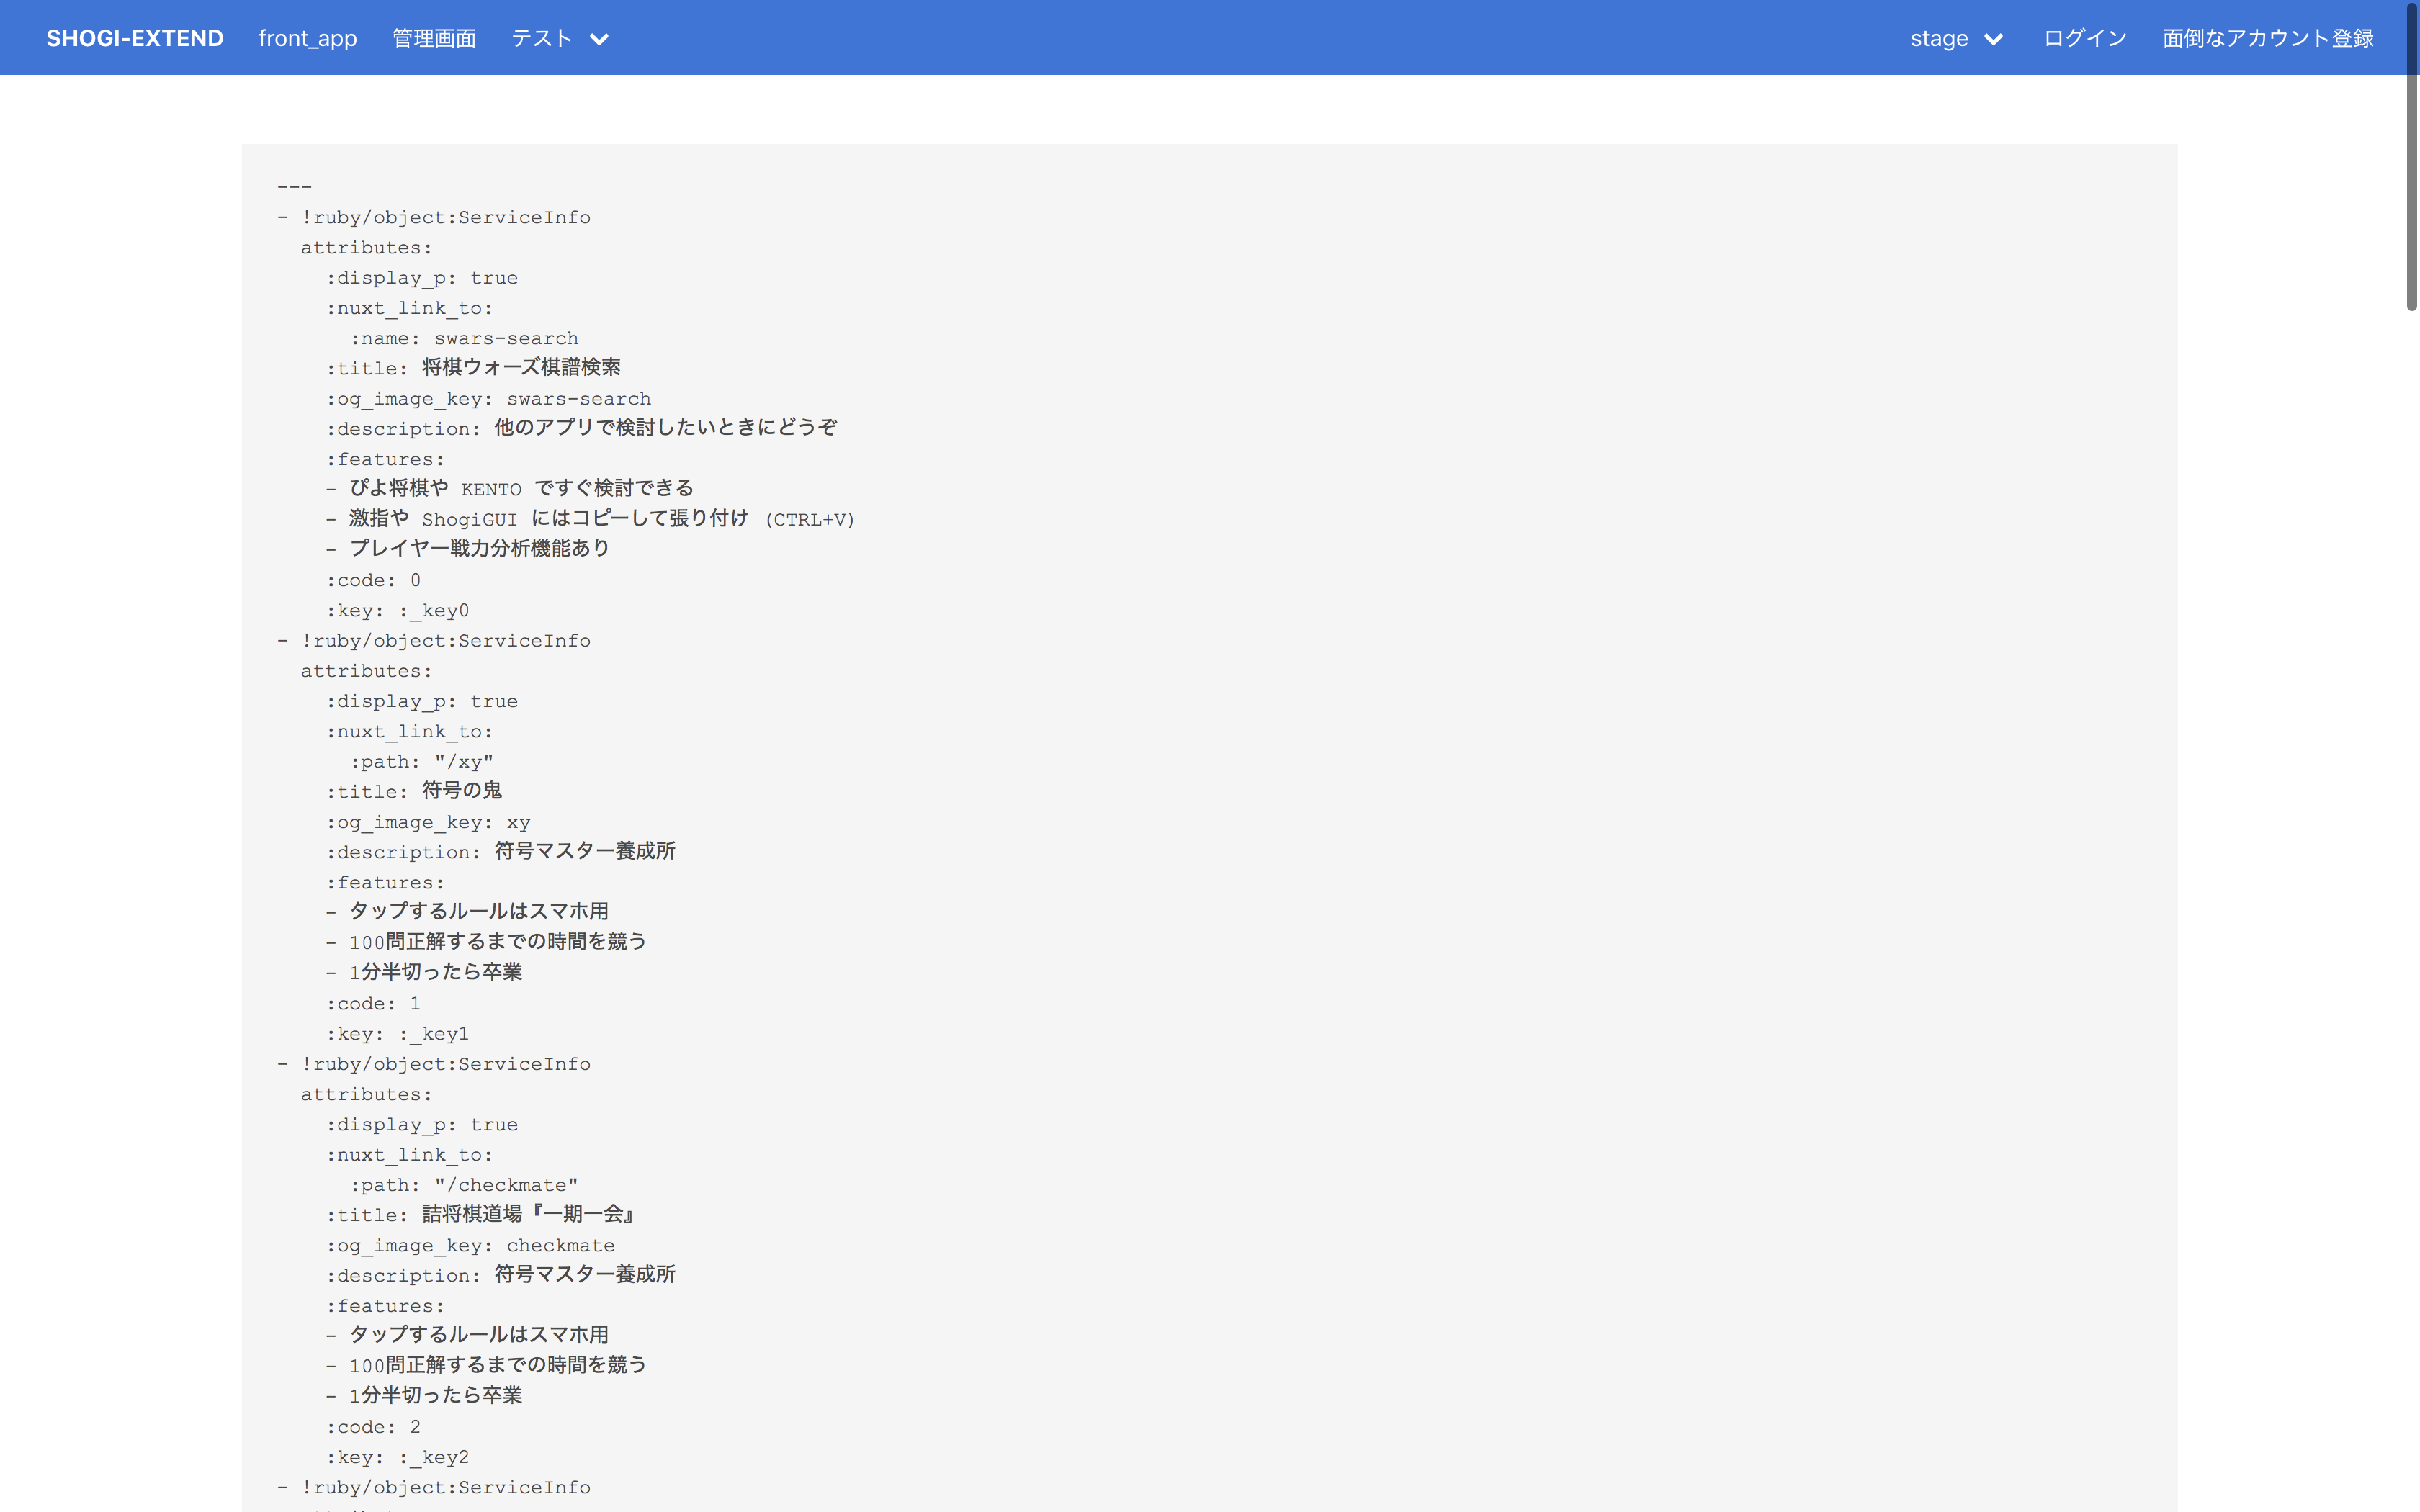 SHOGI-EXTEND front_app 管理画面 テスト stage ログイン 面倒なアカウント登録
---
- !ruby/object:ServiceInfo
  attributes:
    :display_p: true
    :nuxt_link_to:
      :name: swars-search
    :title: 将棋ウォーズ棋譜検索
    :og_image_key: swars-search
    :description: 他のアプリで検討したいときにどうぞ
    :features:
    - ぴよ将棋や KENTO ですぐ検討できる
    - 激指や ShogiGUI にはコピーして張り付け (CTRL+V)
    - プレイヤー戦力分析機能あり
    :code: 0
    :key: :_key0
- !ruby/object:ServiceInfo
  attributes:
    :display_p: true
    :nuxt_link_to:
      :path: "/xy"
    :title: 符号の鬼
    :og_image_key: xy
    :description: 符号マスター養成所
    :features:
    - タップするルールはスマホ用
    - 100問正解するまでの時間を競う
    - 1分半切ったら卒業
    :code: 1
    :key: :_key1
- !ruby/object:ServiceInfo
  attributes:
    :display_p: true
    :nuxt_link_to:
      :path: "/checkmate"
    :title: 詰将棋道場『一期一会』
    :og_image_key: checkmate
    :description: 符号マスター養成所
    :features:
    - タップするルールはスマホ用
    - 100問正解するまでの時間を競う
    - 1分半切ったら卒業
    :code: 2
    :key: :_key2
- !ruby/object:ServiceInfo